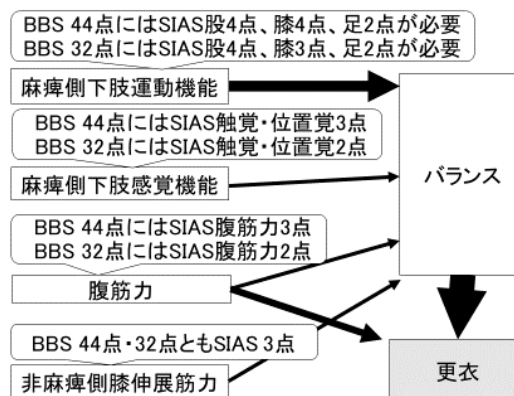 BBS 44点にはSIAS股4点、膝4点、足2点が必要
BBS 32点にはSIAS股4点、膝3点、足2点が必要
麻痺側下肢運動機能
BBS 44点にはSIAS触覚・位置覚3点
BBS 32点にはSIAS触覚・位置覚2点
麻痺側下肢感覚機能
バランス
BBS 44点にはSIAS腹筋力3点
BBS 32点にはSIAS腹筋力2点
腹筋力
BBS 44点・32点ともSIAS 3点
非麻痺側膝伸展筋力
更衣